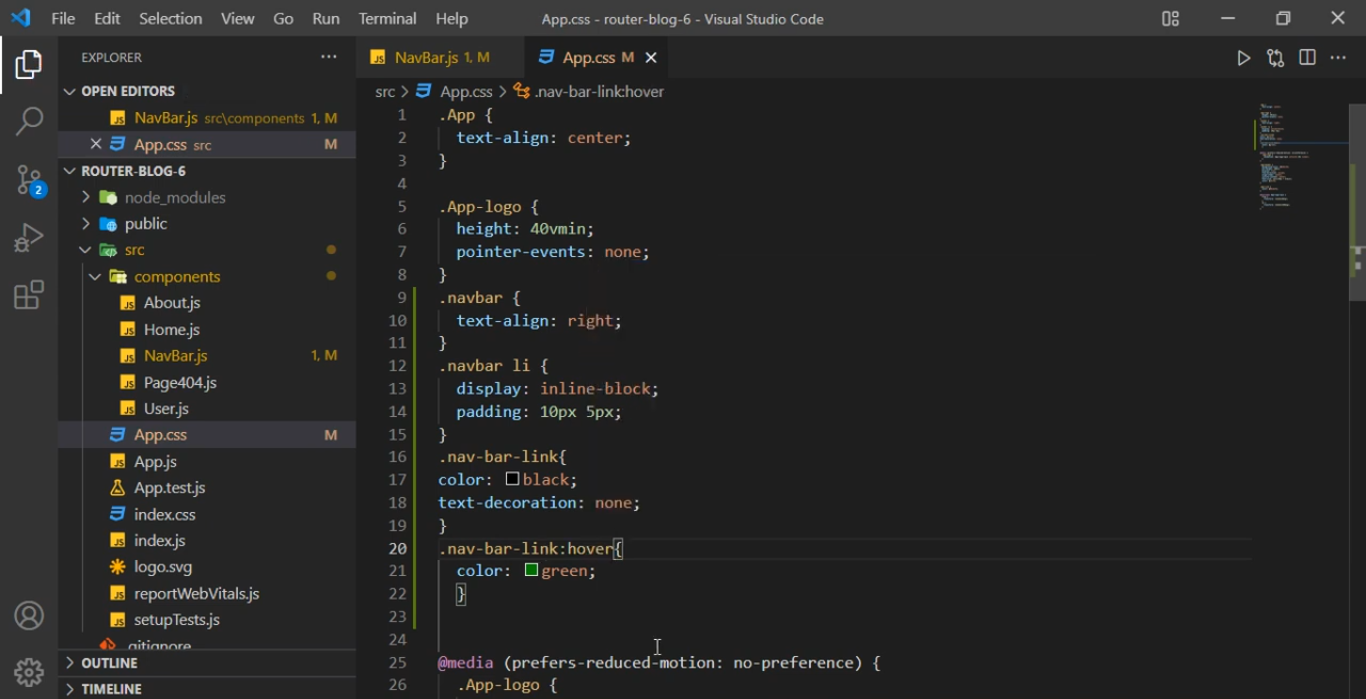 File Edit Selection View Go Run Terminal Help App.css - router-blog-6 - Visual Studio Code
EXPLORER
OPEN EDITORS
NavBar.js src\components 1, M
App.css src M
ROUTER-BLOG-6
node_modules
public
src
components
About.js
Home.js
NavBar.js 1, M
Page404.js
User.js
App.css M
App.js
App.test.js
index.css
index.js
logo.svg
reportWebVitals.js
setupTests.js
.gitignore
OUTLINE
TIMELINE
2
NavBar.js 1, M App.css M
src > App.css > .nav-bar-link:hover
1 .App {
2 text-align: center;
3 }
4
5 .App-logo {
6 height: 40vmin;
7 pointer-events: none;
8 }
9 .navbar {
10 text-align: right;
11 }
12 .navbar li {
13 display: inline-block;
14 padding: 10px 5px;
15 }
16 .nav-bar-link{
17 color: black;
18 text-decoration: none;
19 }
20 .nav-bar-link:hover{
21 color: green;
22 }
23
24
25 @media (prefers-reduced-motion: no-preference) {
26 .App-logo {